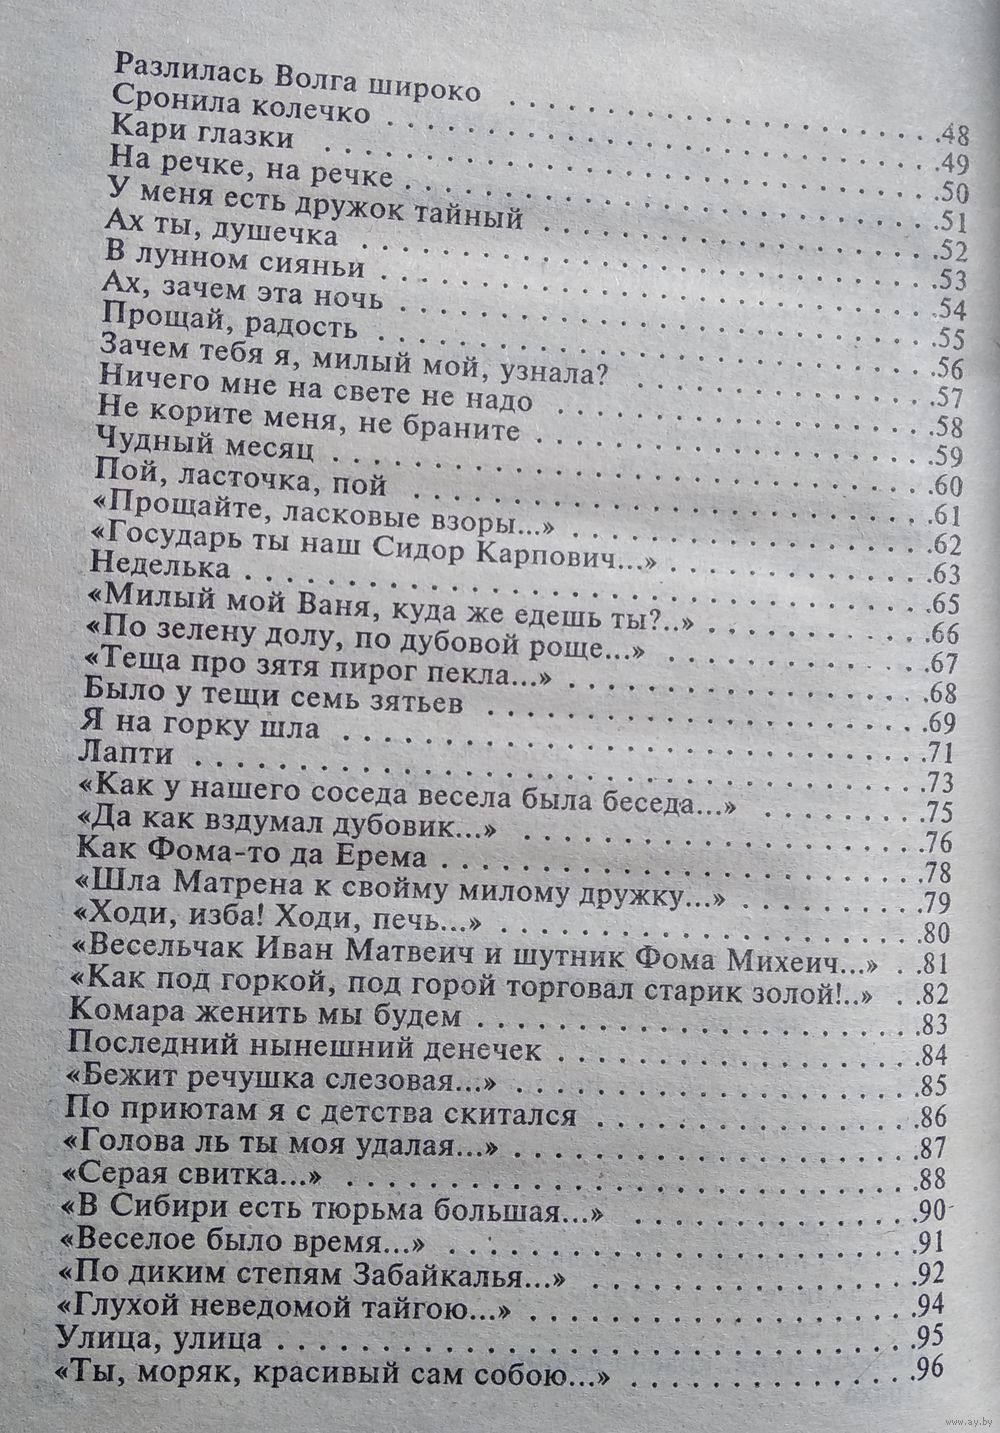 Разлилась Волга широко . . . . . 48
Сронила колечко . . . . . 49
Кари глазки . . . . . 50
На речке, на речке . . . . . 51
У меня есть дружок тайный . . . . . 52
Ах ты, душечка . . . . . 53
В лунном сияньи . . . . . 54
Ах, зачем эта ночь . . . . . 55
Прощай, радость . . . . . 56
Зачем тебя я, милый мой, узнала? . . . . . 57
Ничего мне на свете не надо . . . . . 58
Не корите меня, не браните . . . . . 59
Чудный месяц . . . . . 60
Пой, ласточка, пой . . . . . 61
«Прощайте, ласковые взоры...» . . . . . 62
«Государь ты наш Сидор Карпович...» . . . . . 63
Неделька . . . . . 65
«Милый мой Ваня, куда же едешь ты?..» . . . . . 66
«По зелену долу, по дубовой роще...» . . . . . 67
«Теща про зятя пирог пекла...» . . . . . 68
Было у тещи семь зятьев . . . . . 69
Я на горку шла . . . . . 71
Лапти . . . . . 73
«Как у нашего соседа весела была беседа...» . . . . . 75
«Да как вздумал дубовик...» . . . . . 76
Как Фома-то да Ерема . . . . . 78
«Шла Матрена к свойму милому дружку...» . . . . . 79
«Ходи, изба! Ходи, печь...» . . . . . 80
«Весельчак Иван Матвеич и шутник Фома Михеич...» . . 81
«Как под горкой, под горой торговал старик золой!..» . . 82
Комара женить мы будем . . . . . 83
Последний нынешний денечек . . . . . 84
«Бежит речушка слезовая...» . . . . . 85
По приютам я с детства скитался . . . . . 86
«Голова ль ты моя удалая...» . . . . . 87
«Серая свитка...» . . . . . 88
«В Сибири есть тюрьма большая...» . . . . . 90
«Веселое было время...» . . . . . 91
«По диким степям Забайкалья...» . . . . . 92
«Глухой неведомой тайгою...» . . . . . 94
Улица, улица . . . . . 95
«Ты, моряк, красивый сам собою...» . . . . . 96
www.ay.by